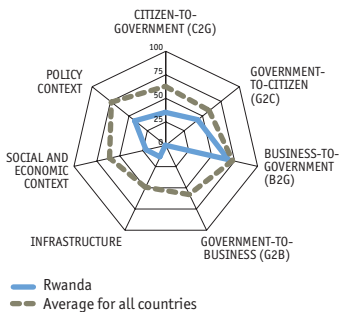 CITIZEN-TO-
GOVERNMENT (C2G)
100
75
50
25
0
POLICY
CONTEXT
GOVERNMENT-
TO-CITIZEN
(G2C)
SOCIAL AND
ECONOMIC
CONTEXT
BUSINESS-TO-
GOVERNMENT
(B2G)
INFRASTRUCTURE
GOVERNMENT-TO-
BUSINESS (G2B)
Rwanda
Average for all countries